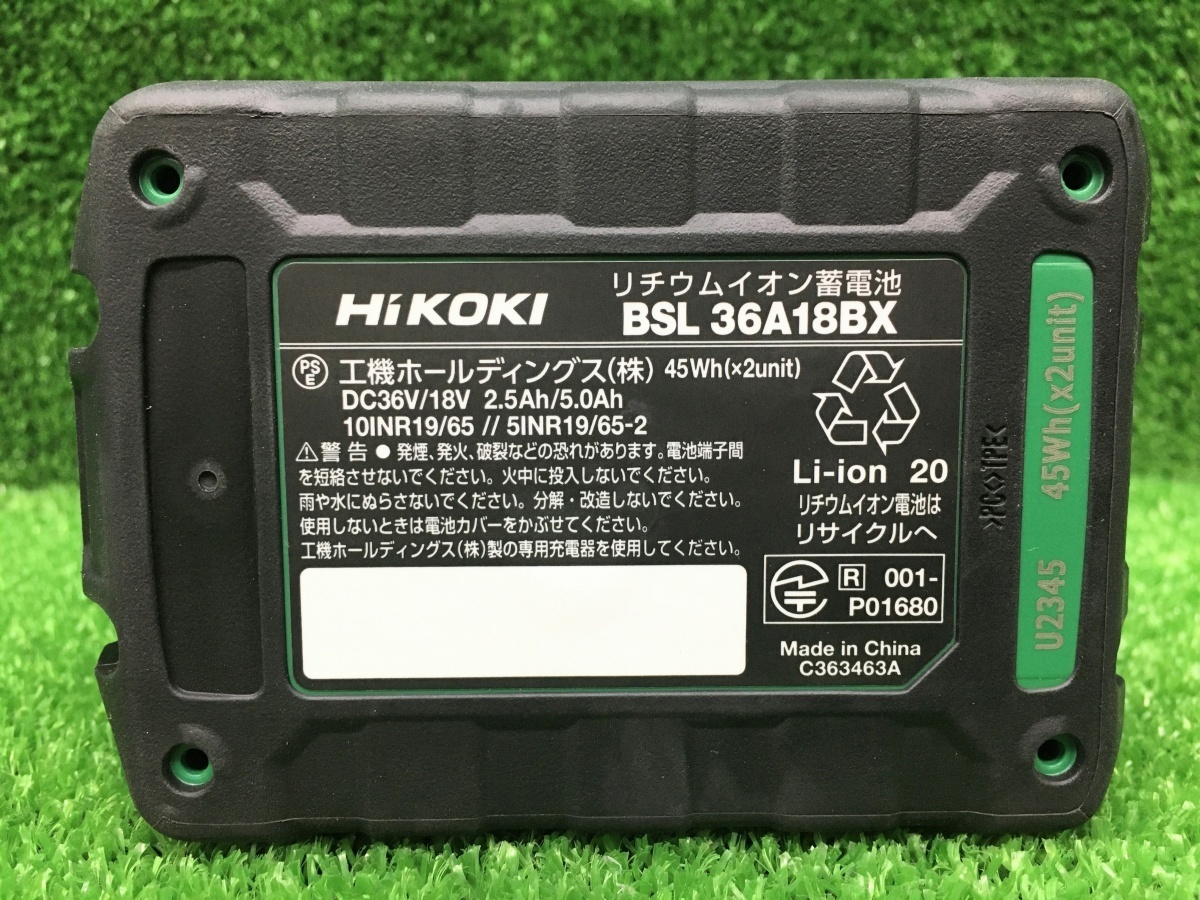 HiKOKI
リチウムイオン蓄電池
BSL 36A18BX
PSE 工機ホールディングス(株) 45Wh(×2unit)
DC36V/18V 2.5Ah/5.0Ah
10INR19/65 // 5INR19/65-2
⚠警告 ● 発煙、発火、破裂などの恐れがあります。電池端子間
を短絡させないでください。火中に投入しないでください。
雨や水にぬらさないでください。分解・改造しないでください。
使用しないときは電池カバーをかぶせてください。
工機ホールディングス(株)製の専用充電器を使用してください。
Li-ion 20
リチウムイオン電池は
リサイクルへ
R 001-
P01680
Made in China
C363463A
>PC<>TPE<
U2345 45Wh(x2unit)